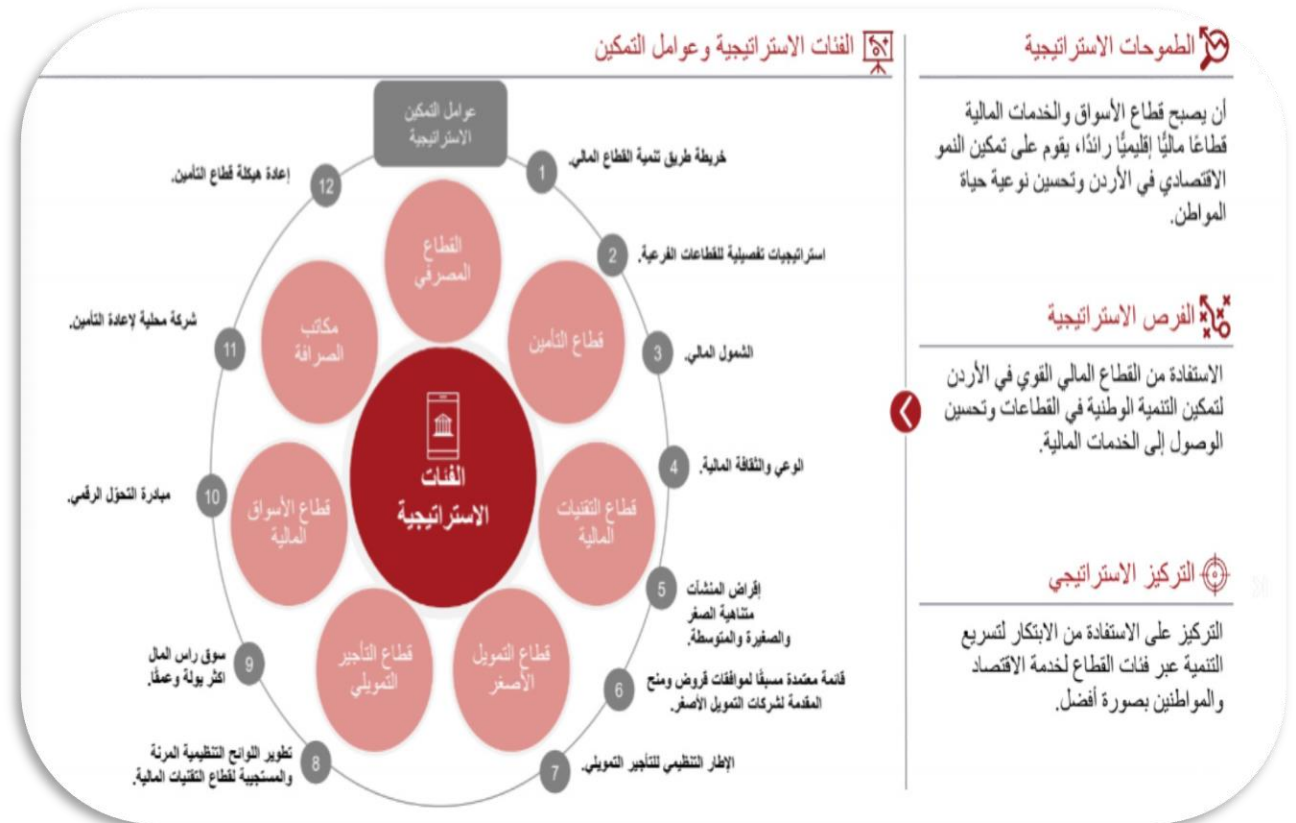 الطموحات الاستراتيجية
أن يصبح قطاع الأسواق والخدمات المالية
قطاعًا ماليًّا إقليميًّا رائدًا، يقوم على تمكين النمو
الاقتصادي في الأردن وتحسين نوعية حياة
المواطن.
الفرص الاستراتيجية
الاستفادة من القطاع المالي القوي في الأردن
لتمكين التنمية الوطنية في القطاعات وتحسين
الوصول إلى الخدمات المالية.
التركيز الاستراتيجي
التركيز على الاستفادة من الابتكار لتسريع
التنمية عبر فئات القطاع لخدمة الاقتصاد
والمواطنين بصورة أفضل.
الفئات الاستراتيجية وعوامل التمكين
عوامل التمكين
الاستراتيجية
1
خريطة طريق تنمية القطاع المالي.
2
استراتيجيات تفصيلية للقطاعات الفرعية.
3
الشمول المالي.
4
الوعي والثقافة المالية.
5
إقراض المنشآت
متناهية الصغر
والصغيرة والمتوسطة.
6
قائمة معتمدة مسبقًا لموافقات قروض ومنح
المقدمة لشركات التمويل الأصغر.
7
الإطار التنظيمي للتأجير التمويلي.
8
تطوير اللوائح التنظيمية المرنة
والمستجيبة لقطاع التقنيات المالية.
9
سوق راس المال
اكثر يولة وعمقًا.
10
مبادرة التحوّل الرقمي.
11
شركة محلية لإعادة التأمين.
12
إعادة هيكلة قطاع التأمين.
القطاع
المصرفي
قطاع التأمين
قطاع التقنيات
المالية
قطاع التمويل
الأصغر
قطاع التأجير
التمويلي
قطاع الأسواق
المالية
مكاتب
الصرافة
الفئات
الاستراتيجية